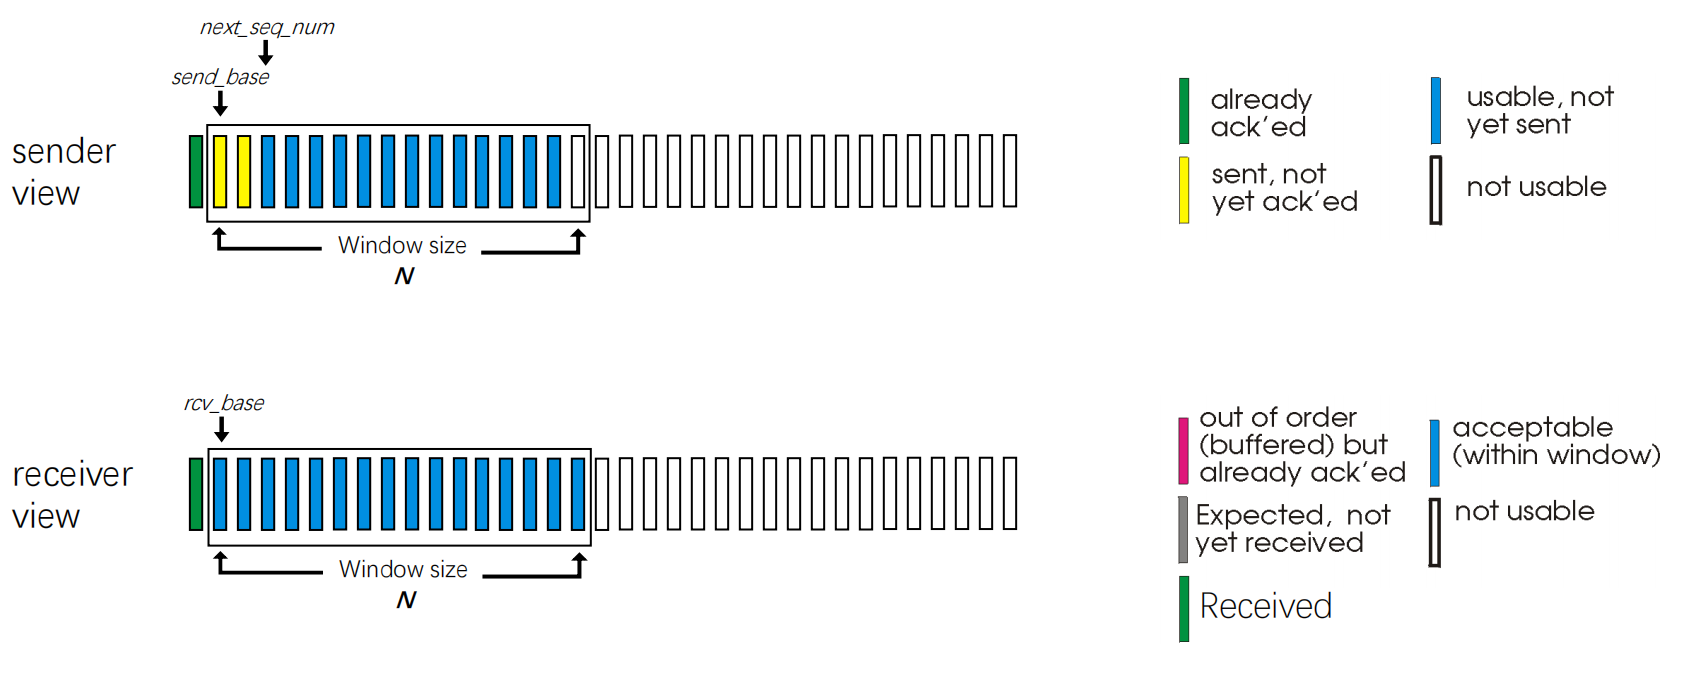 next_seq_num
send_base
sender
view
Window size
N
already
ack'ed
usable, not
yet sent
sent, not
yet ack'ed
not usable
rcv_base
receiver
view
Window size
N
out of order
(buffered) but
already ack'ed
acceptable
(within window)
Expected, not
yet received
not usable
Received